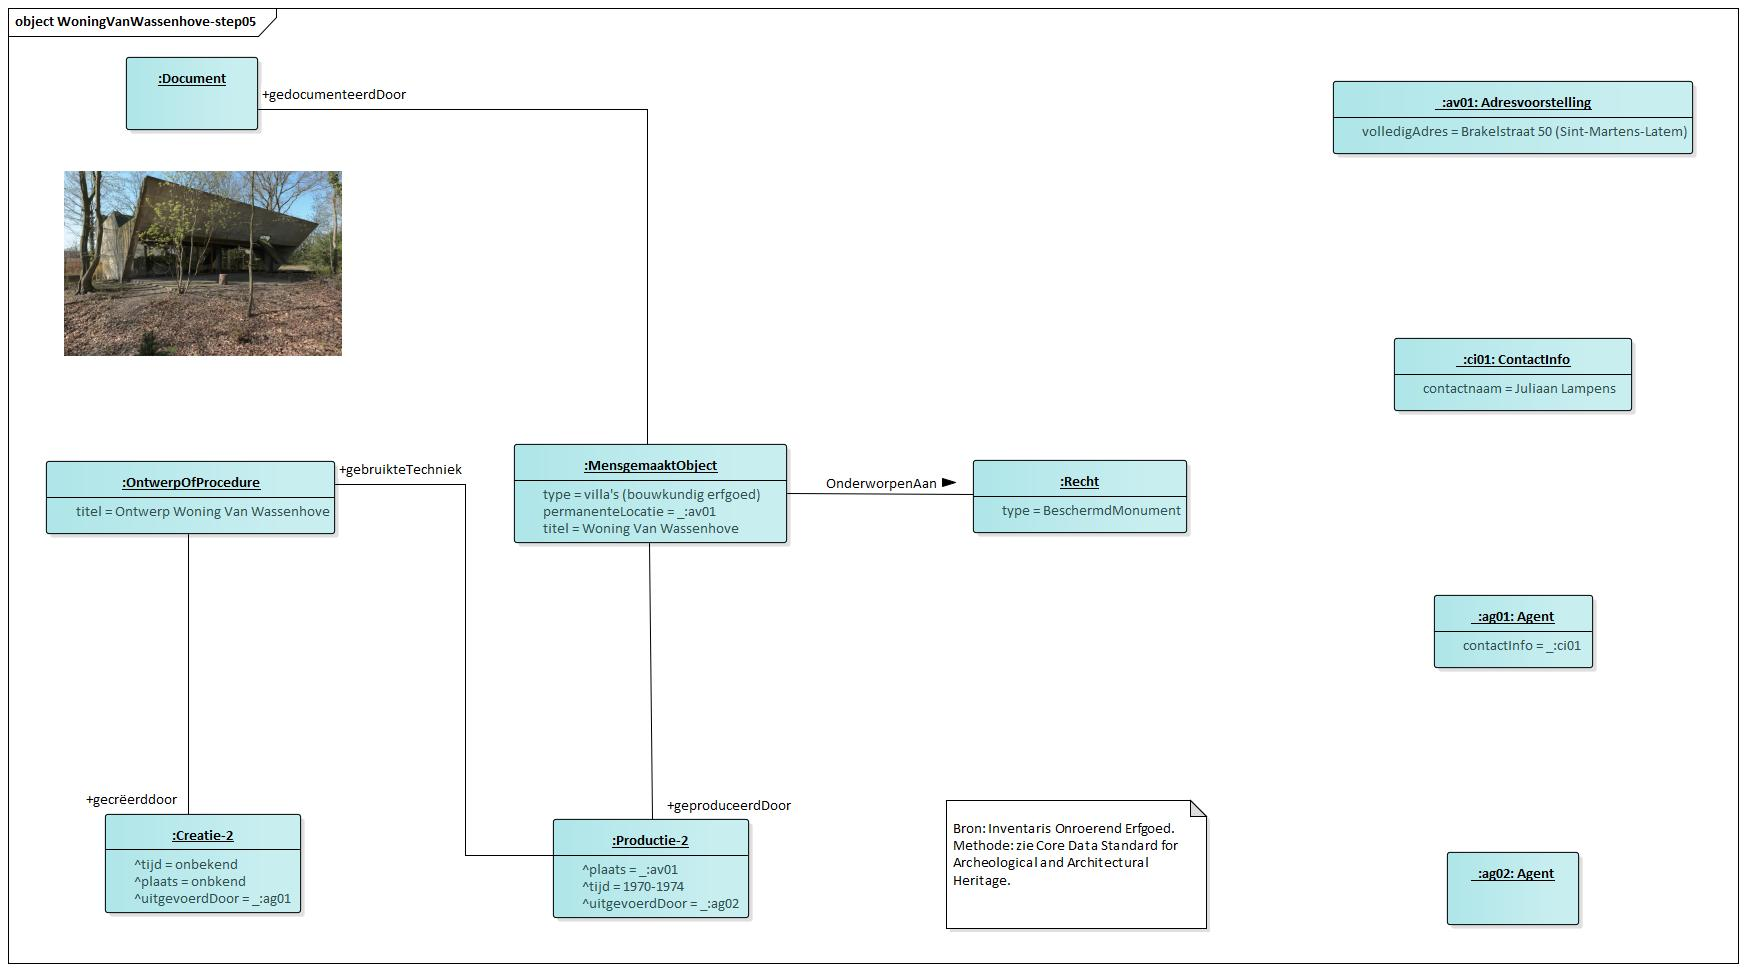 object WoningVanWassenhove-step05
:Document
+gedocumenteerdDoor
_:av01: Adresvoorstelling
volledigAdres = Brakelstraat 50 (Sint-Martens-Latem)
_:ci01: ContactInfo
contactnaam = Juliaan Lampens
:OntwerpOfProcedure
titel = Ontwerp Woning Van Wassenhove
+gebruikteTechniek
:MensgemaaktObject
type = villa's (bouwkundig erfgoed)
permanenteLocatie = _:av01
titel = Woning Van Wassenhove
OnderworpenAan
:Recht
type = BeschermdMonument
_:ag01: Agent
contactInfo = _:ci01
+gecrëerddoor
:Creatie-2
^tijd = onbekend
^plaats = onbkend
^uitgevoerdDoor = _:ag01
+geproduceerdDoor
:Productie-2
^plaats = _:av01
^tijd = 1970-1974
^uitgevoerdDoor = _:ag02
Bron: Inventaris Onroerend Erfgoed.
Methode: zie Core Data Standard for
Archeological and Architectural
Heritage.
_:ag02: Agent